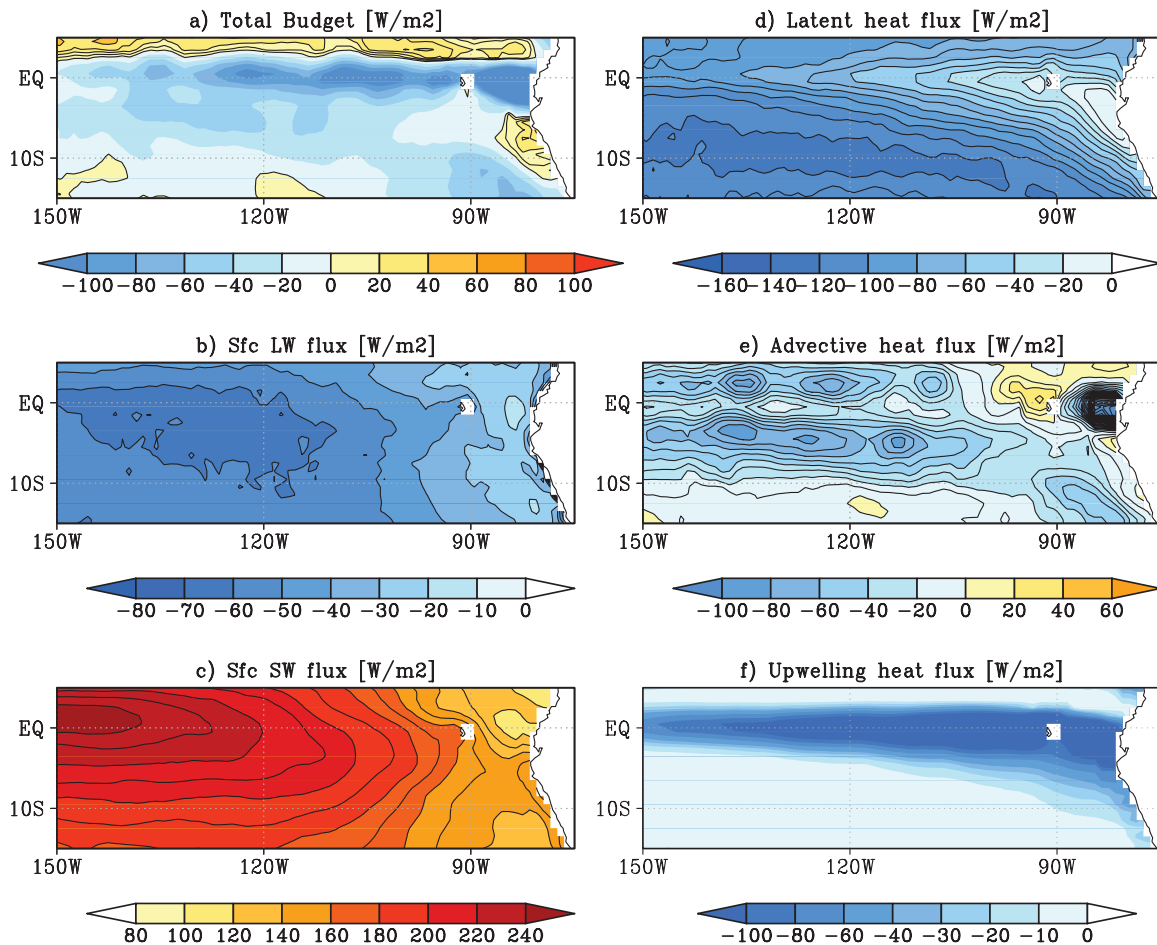 a) Total Budget [W/m2]
EQ
10S
150W 120W 90W
-100 -80 -60 -40 -20 0 20 40 60 80 100
b) Sfc LW flux [W/m2]
EQ
10S
150W 120W 90W
-80 -70 -60 -50 -40 -30 -20 -10 0
c) Sfc SW flux [W/m2]
EQ
10S
150W 120W 90W
80 100 120 140 160 180 200 220 240
d) Latent heat flux [W/m2]
EQ
10S
150W 120W 90W
-160 -140 -120 -100 -80 -60 -40 -20 0
e) Advective heat flux [W/m2]
EQ
10S
150W 120W 90W
-100 -80 -60 -40 -20 0 20 40 60
f) Upwelling heat flux [W/m2]
EQ
10S
150W 120W 90W
-100 -80 -60 -40 -30 -20 -10 0